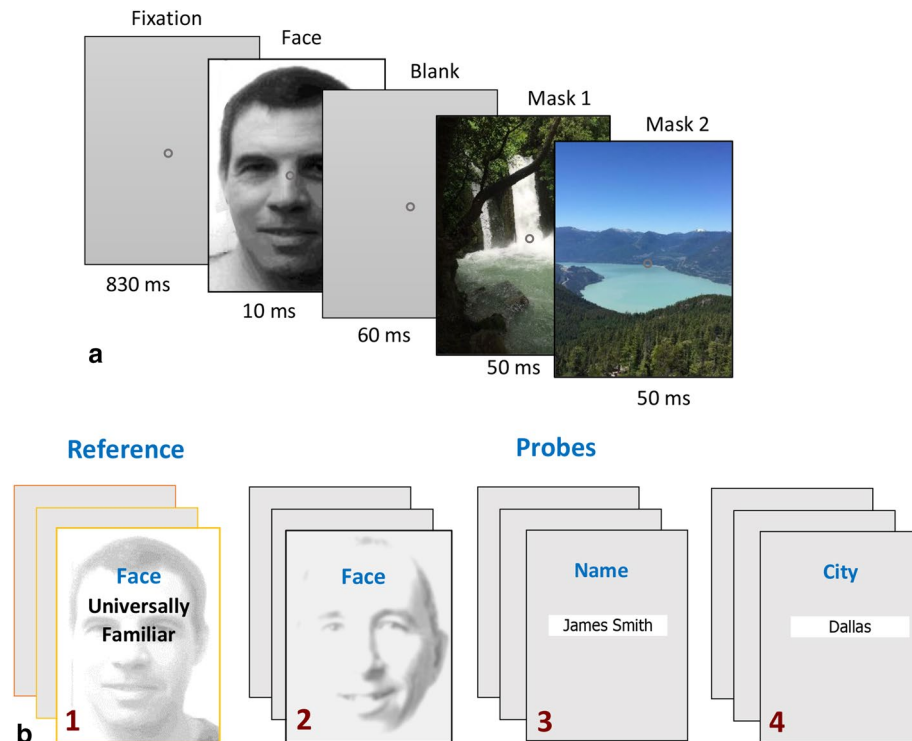 Fixation
Face
Blank
Mask 1
Mask 2
830 ms
10 ms
60 ms
50 ms
50 ms
a
Reference
Probes
Face
Universally
Familiar
1
Face
2
Name
James Smith
3
City
Dallas
4
b